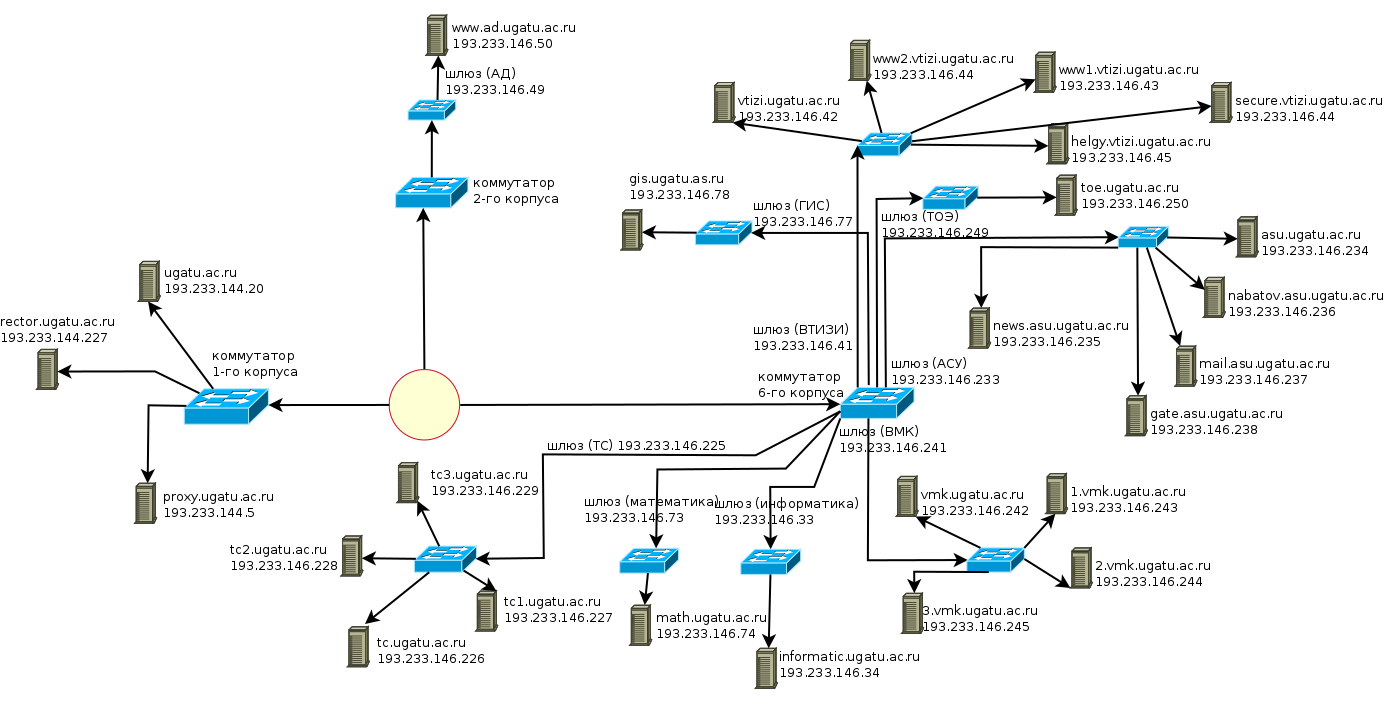 www.ad.ugatu.ac.ru
193.233.146.50
шлюз (АД)
193.233.146.49
коммутатор
2-го корпуса
ugatu.ac.ru
193.233.144.20
rector.ugatu.ac.ru
193.233.144.227
коммутатор
1-го корпуса
proxy.ugatu.ac.ru
193.233.144.5
www2.vtizi.ugatu.ac.ru
193.233.146.44
www1.vtizi.ugatu.ac.ru
193.233.146.43
vtizi.ugatu.ac.ru
193.233.146.42
secure.vtizi.ugatu.ac.ru
193.233.146.44
helgy.vtizi.ugatu.ac.ru
193.233.146.45
gis.ugatu.as.ru
193.233.146.78
шлюз (ГИС)
193.233.146.77
toe.ugatu.ac.ru
193.233.146.250
шлюз (ТОЭ)
193.233.146.249
asu.ugatu.ac.ru
193.233.146.234
nabatov.asu.ugatu.ac.ru
193.233.146.236
news.asu.ugatu.ac.ru
193.233.146.235
mail.asu.ugatu.ac.ru
193.233.146.237
gate.asu.ugatu.ac.ru
193.233.146.238
шлюз (ВТИЗИ)
193.233.146.41
шлюз (АСУ)
193.233.146.233
коммутатор
6-го корпуса
шлюз (ВМК)
193.233.146.241
шлюз (ТС) 193.233.146.225
tc3.ugatu.ac.ru
193.233.146.229
tc2.ugatu.ac.ru
193.233.146.228
tc1.ugatu.ac.ru
193.233.146.227
tc.ugatu.ac.ru
193.233.146.226
шлюз (математика)
193.233.146.73
шлюз (информатика)
193.233.146.33
math.ugatu.ac.ru
193.233.146.74
informatic.ugatu.ac.ru
193.233.146.34
vmk.ugatu.ac.ru
193.233.146.242
1.vmk.ugatu.ac.ru
193.233.146.243
2.vmk.ugatu.ac.ru
193.233.146.244
3.vmk.ugatu.ac.ru
193.233.146.245